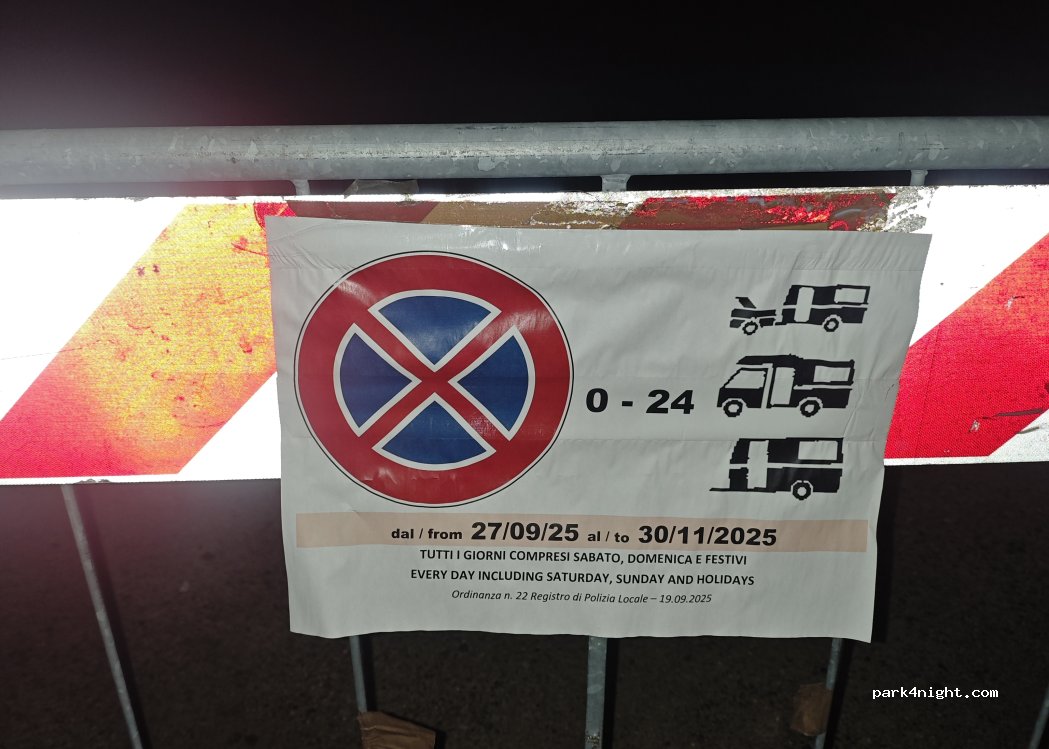 0 - 24
dal / from 27/09/25 al / to 30/11/2025
TUTTI I GIORNI COMPRESI SABATO, DOMENICA E FESTIVI
EVERY DAY INCLUDING SATURDAY, SUNDAY AND HOLIDAYS
Ordinanza n. 22 Registro di Polizia Locale – 19.09.2025
park4night.com